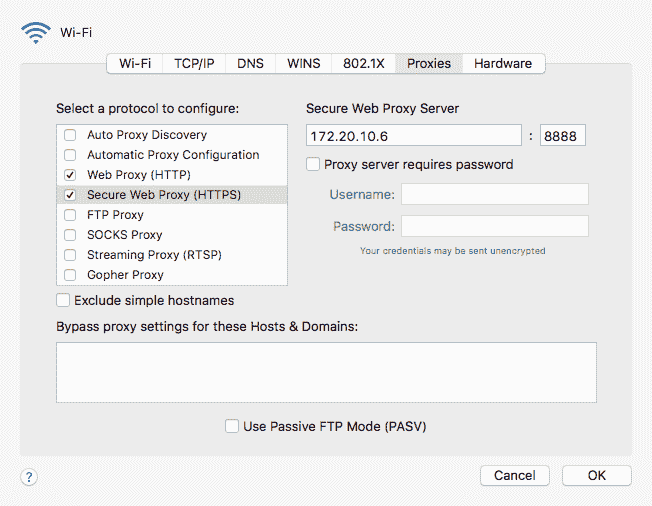 Wi-Fi
Wi-Fi TCP/IP DNS WINS 802.1X Proxies Hardware
Select a protocol to configure:
Auto Proxy Discovery
Automatic Proxy Configuration
Web Proxy (HTTP)
Secure Web Proxy (HTTPS)
FTP Proxy
SOCKS Proxy
Streaming Proxy (RTSP)
Gopher Proxy
Exclude simple hostnames
Secure Web Proxy Server
172.20.10.6 : 8888
Proxy server requires password
Username:
Password:
Your credentials may be sent unencrypted
Bypass proxy settings for these Hosts & Domains:
Use Passive FTP Mode (PASV)
? Cancel OK